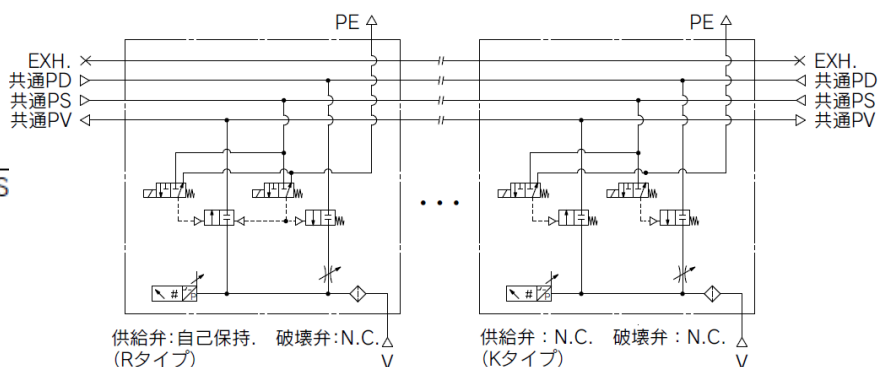 PE
PE
EXH.
共通PD
共通PS
共通PV
EXH.
共通PD
共通PS
共通PV
S
• • •
#
P
#
P
供給弁:自己保持. 破壊弁:N.C.
(Rタイプ)
V
供給弁：N.C. 破壊弁：N.C.
(Kタイプ)
V